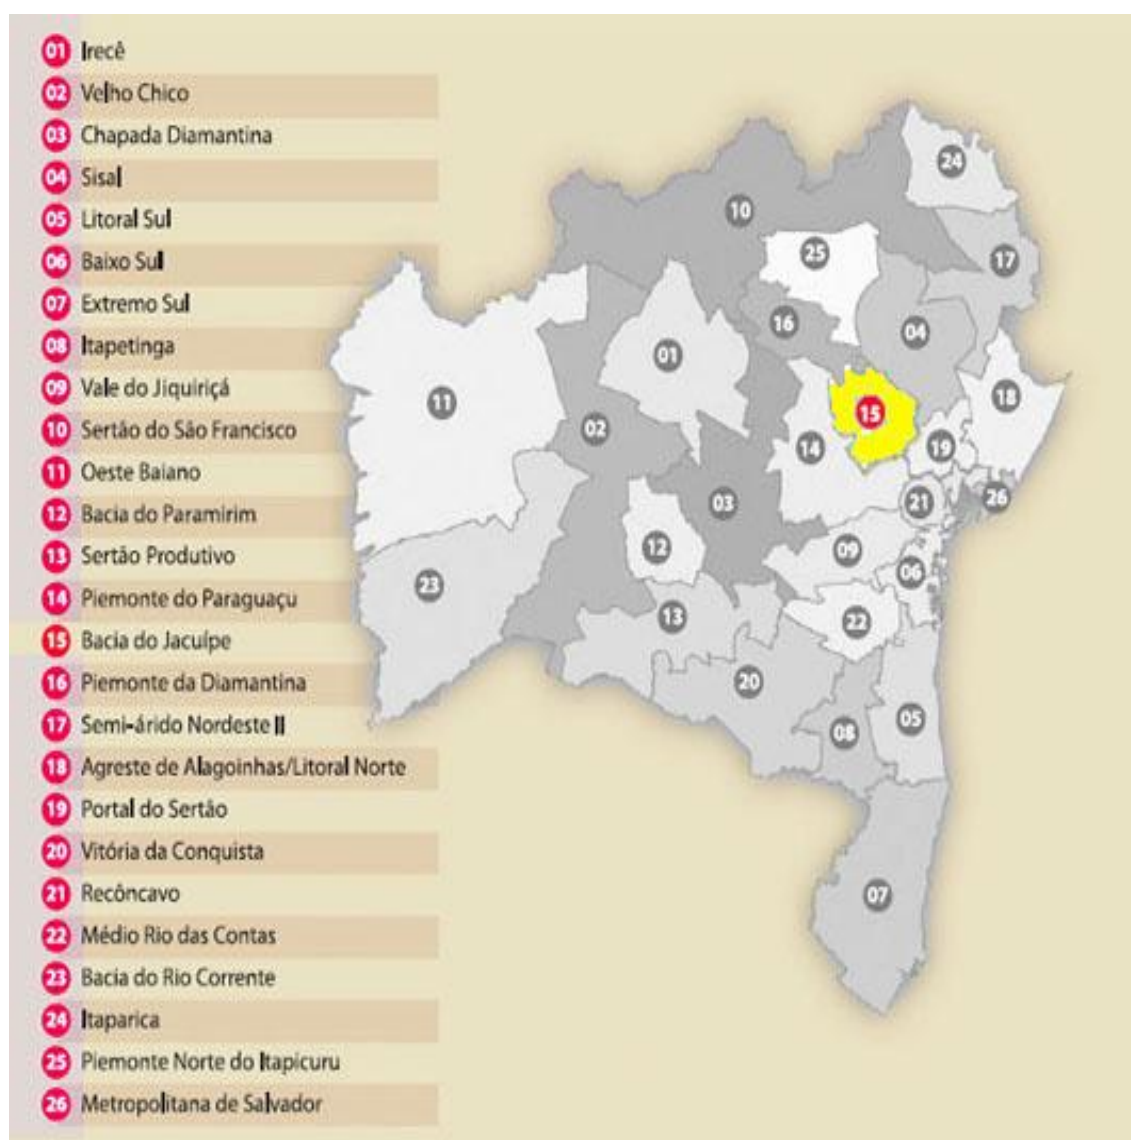 01 Irecê
02 Velho Chico
03 Chapada Diamantina
04 Sisal
05 Litoral Sul
06 Baixo Sul
07 Extremo Sul
08 Itapetinga
09 Vale do Jiquiriçá
10 Sertão do São Francisco
11 Oeste Baiano
12 Bacia do Paramirim
13 Sertão Produtivo
14 Piemonte do Paraguaçu
15 Bacia do Jacuípe
16 Piemonte da Diamantina
17 Semi-árido Nordeste II
18 Agreste de Alagoinhas/Litoral Norte
19 Portal do Sertão
20 Vitória da Conquista
21 Recôncavo
22 Médio Rio das Contas
23 Bacia do Rio Corrente
24 Itaparica
25 Piemonte Norte do Itapicuru
26 Metropolitana de Salvador
24
10
25
17
16
04
01
18
11
15
02
14
19
26
03
21
12
09
06
23
13
22
20
05
08
07